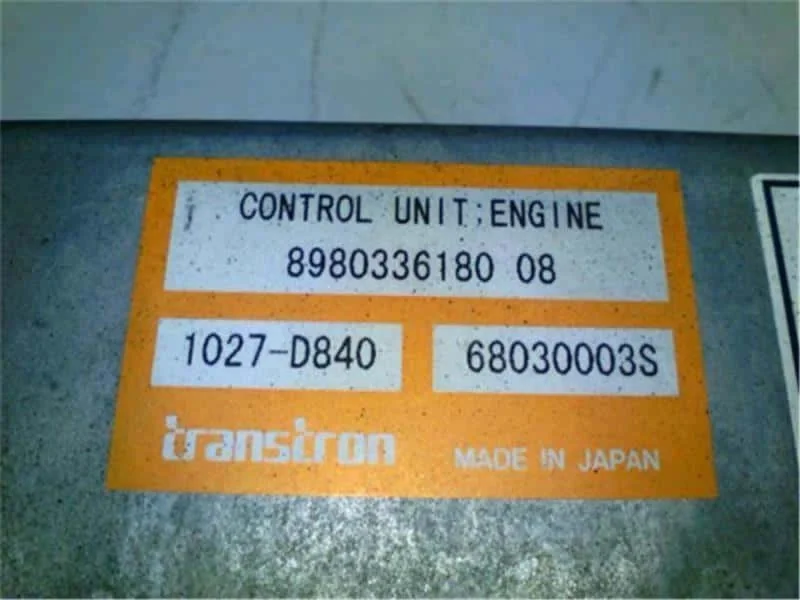 CONTROL UNIT;ENGINE
8980336180 08
1027-D840 68030003S
transtron MADE IN JAPAN